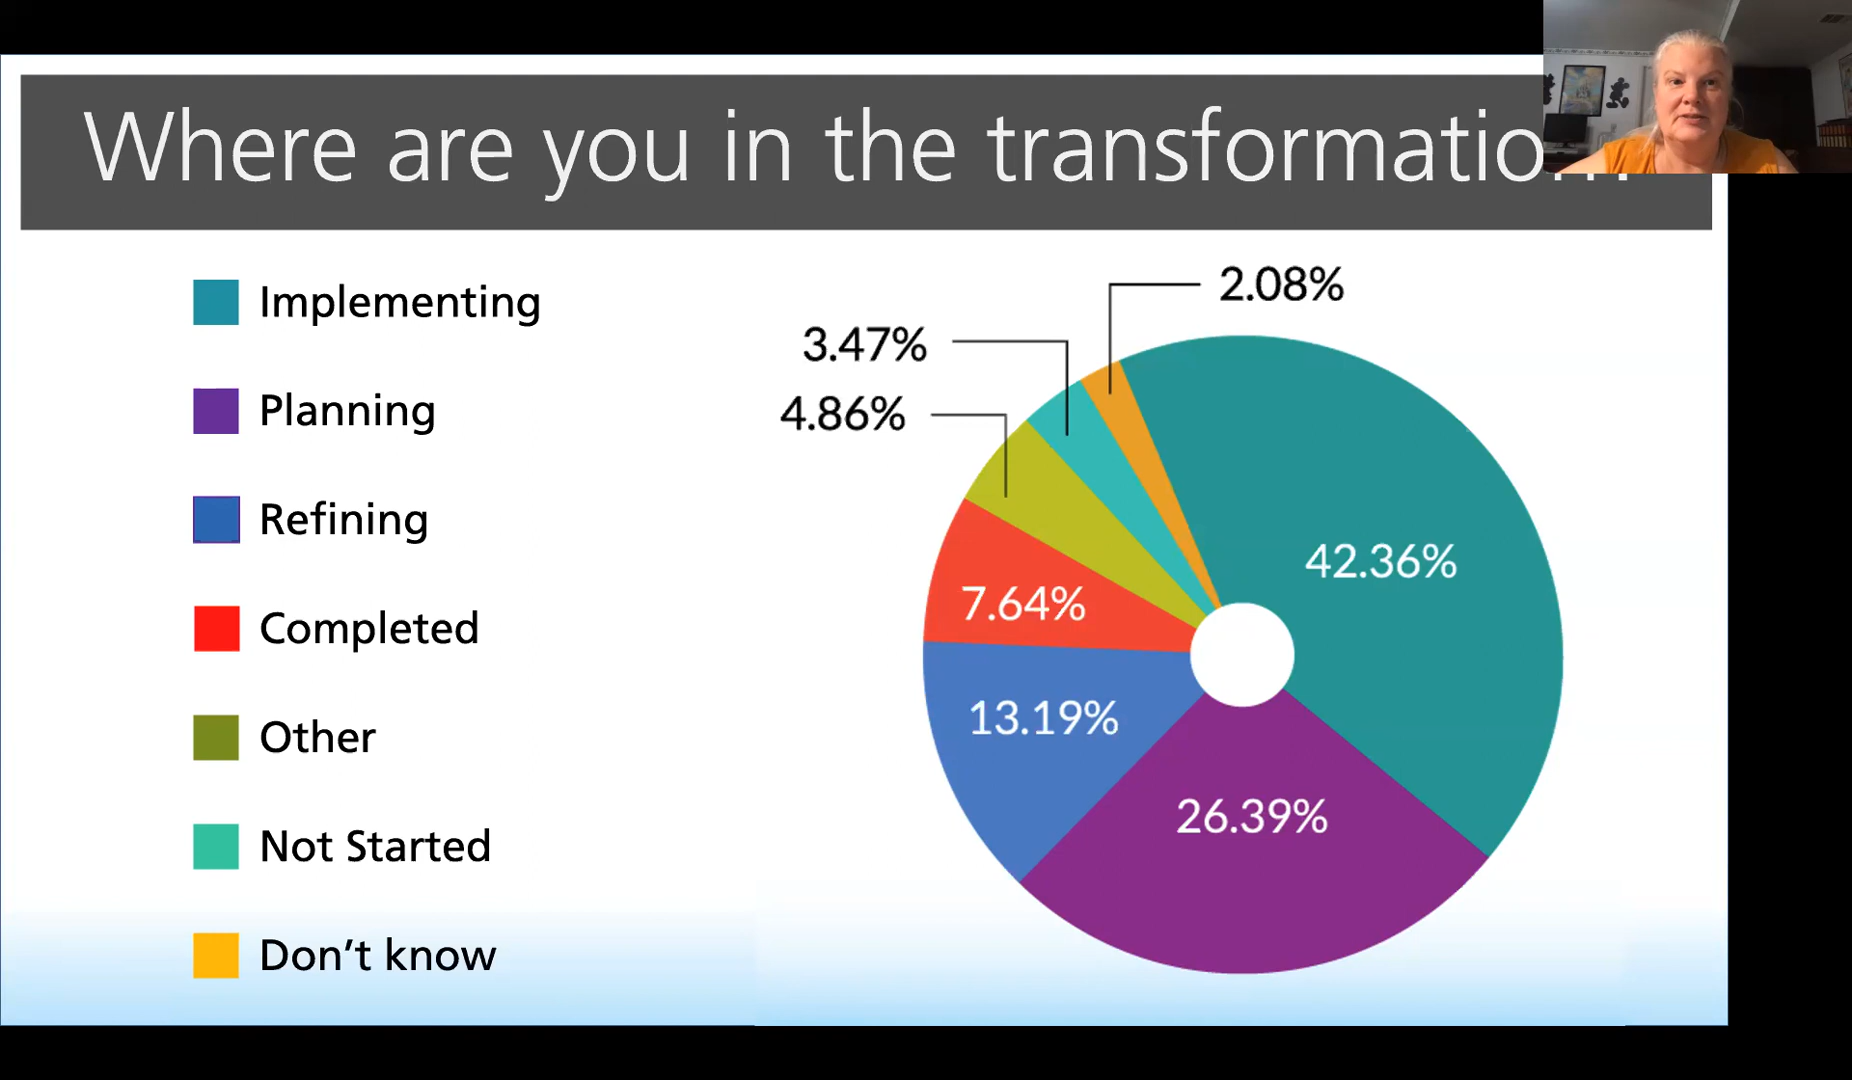 Where are you in the
Implementing
Planning
Refining
Completed
Other
Not Started
Don't know
2.08%
3.47%
4.86%
42.36%
7.64%
13.19%
26.39%